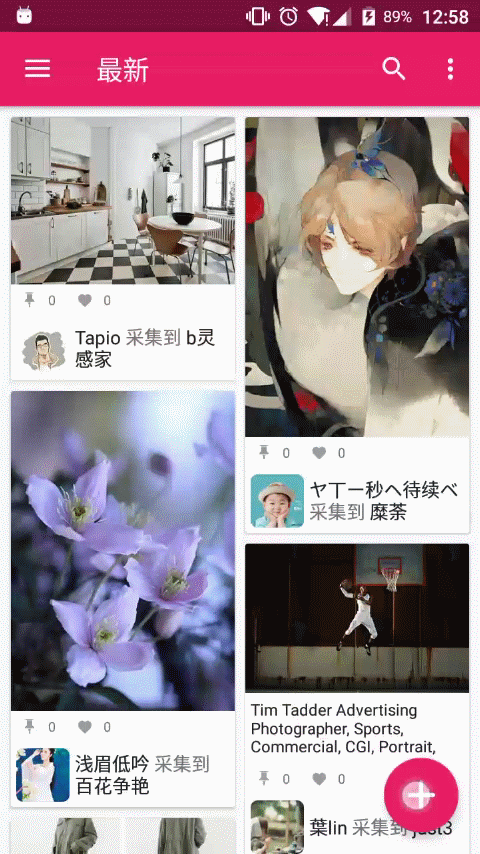 89% 12:58
最新
0 0
Tapio 采集到 b灵
感家
0 0
ヤ丅ー秒ヘ待续ベ
采集到 糜荼
0 0
浅眉低吟 采集到
百花争艳
Tim Tadder Advertising
Photographer, Sports,
Commercial, CGI, Portrait,
0 0
葉lin 采集到 just3